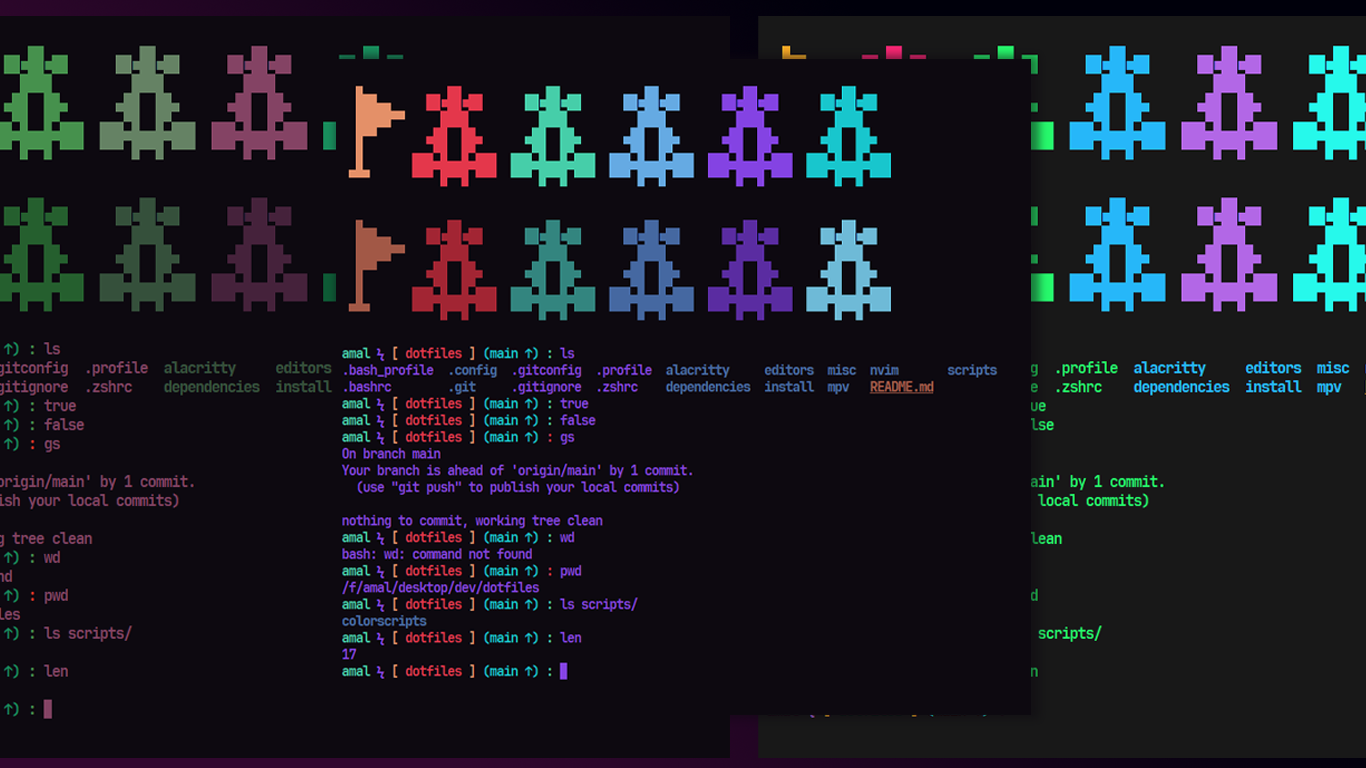 ↑) : ls
gitconfig .profile alacritty editors
gitignore .zshrc dependencies install
↑) : true
↑) : false
↑) : gs
origin/main' by 1 commit.
ish your local commits)
g tree clean
↑) : wd
nd
↑) : pwd
les
↑) : ls scripts/
↑) : len
↑) :
amal ϟ [ dotfiles ] (main ↑) : ls
.bash_profile .config .gitconfig .profile alacritty editors misc nvim scripts
.bashrc .git .gitignore .zshrc dependencies install mpv README.md
amal ϟ [ dotfiles ] (main ↑) : true
amal ϟ [ dotfiles ] (main ↑) : false
amal ϟ [ dotfiles ] (main ↑) : gs
On branch main
Your branch is ahead of 'origin/main' by 1 commit.
(use "git push" to publish your local commits)
nothing to commit, working tree clean
amal ϟ [ dotfiles ] (main ↑) : wd
bash: wd: command not found
amal ϟ [ dotfiles ] (main ↑) : pwd
/f/amal/desktop/dev/dotfiles
amal ϟ [ dotfiles ] (main ↑) : ls scripts/
colorscripts
amal ϟ [ dotfiles ] (main ↑) : len
17
amal ϟ [ dotfiles ] (main ↑) :
g .profile alacritty editors misc
e .zshrc dependencies install mpv
ue
lse
ain' by 1 commit.
local commits)
lean
d
scripts/
n